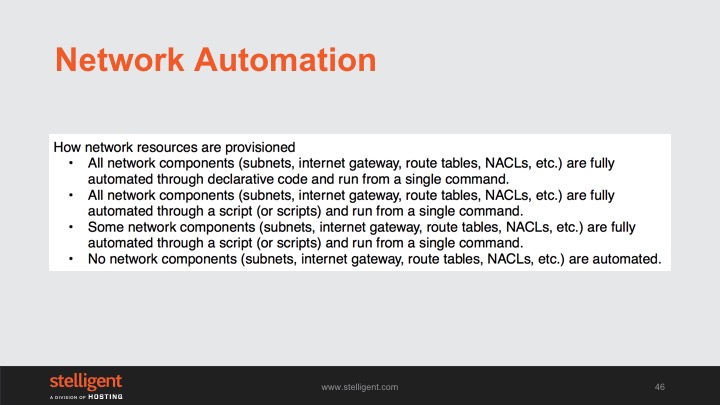 Network Automation
How network resources are provisioned
• All network components (subnets, internet gateway, route tables, NACLs, etc.) are fully
automated through declarative code and run from a single command.
• All network components (subnets, internet gateway, route tables, NACLs, etc.) are fully
automated through a script (or scripts) and run from a single command.
• Some network components (subnets, internet gateway, route tables, NACLs, etc.) are fully
automated through a script (or scripts) and run from a single command.
• No network components (subnets, internet gateway, route tables, NACLs, etc.) are automated.
stelligent
A DIVISION OF HOSTING
www.stelligent.com
46